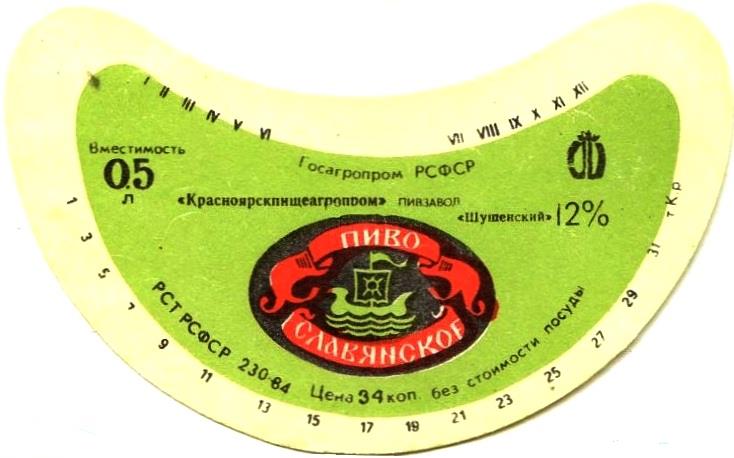 I II III IV V VI VII VIII IX X XI XII
Вместимость
0,5
л
Госагропром РСФСР
«Красноярскпищеагропром» ПИВЗАВОД
«Шушенский» 12%
ПИВО
СЛАВЯНСКОЕ
РСТ РСФСР 230-84 Цена 34 коп. без стоимости посуды
1 3 5 7 9 11 13 15 17 19 21 23 25 27 29 31 т Кр